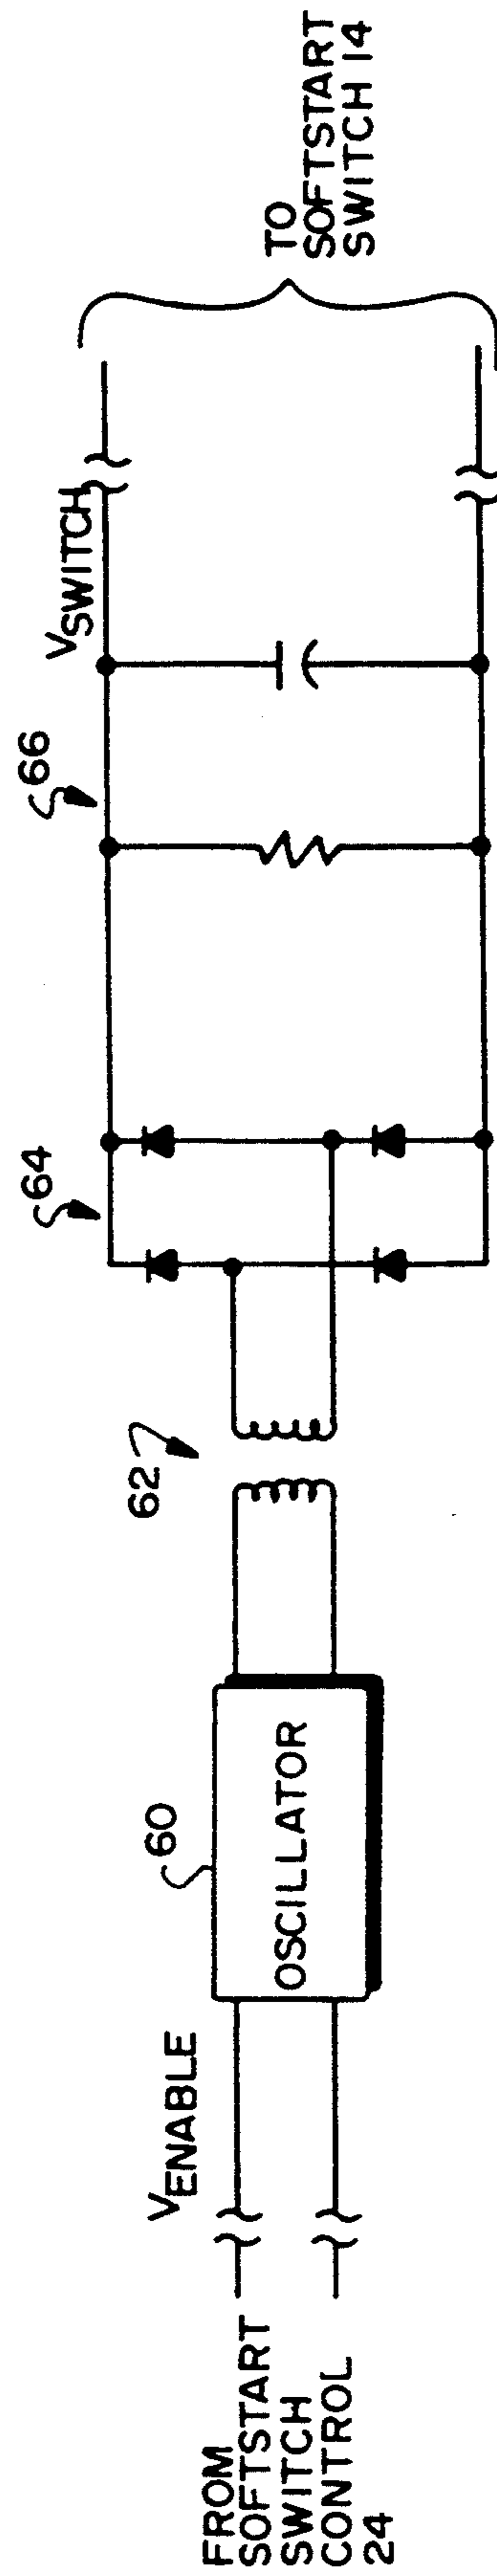 FROM
SOFTSTART
SWITCH
CONTROL
24
VENABLE
60
OSCILLATOR
62
64
66
VSWITCH
TO
SOFTSTART
SWITCH 14